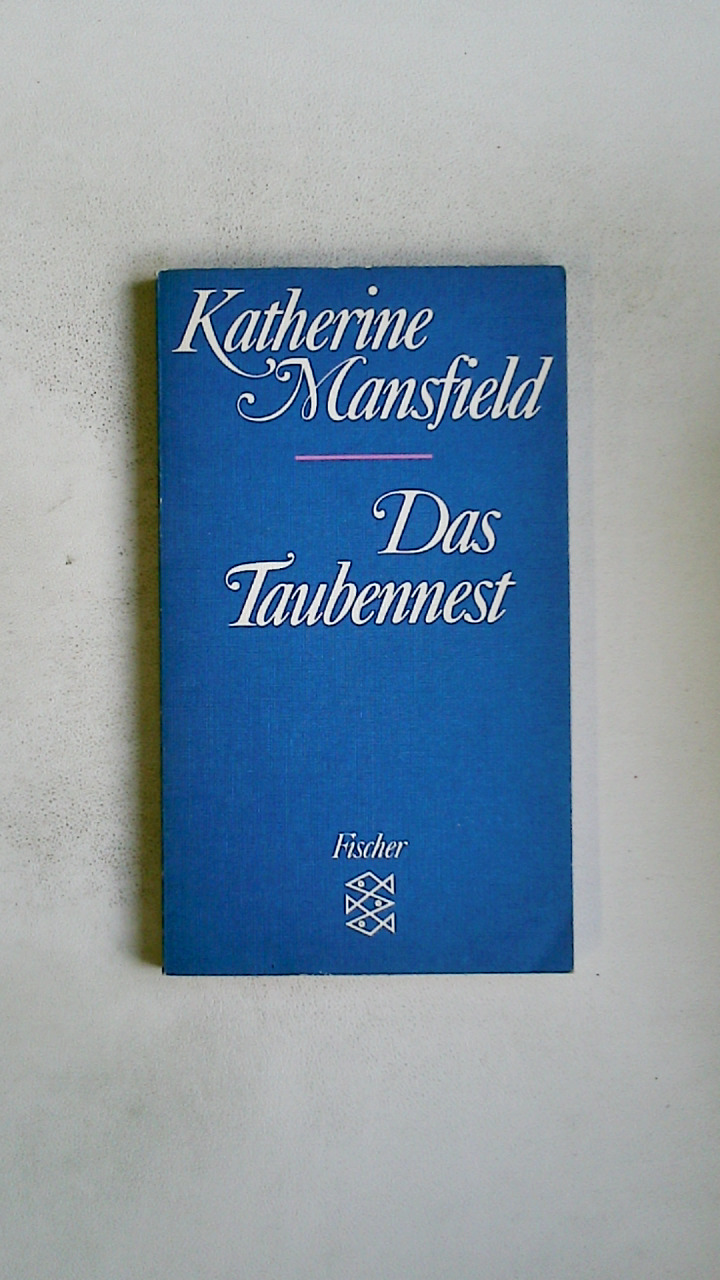 Katherine
Mansfield
Das
Taubennest
Fischer